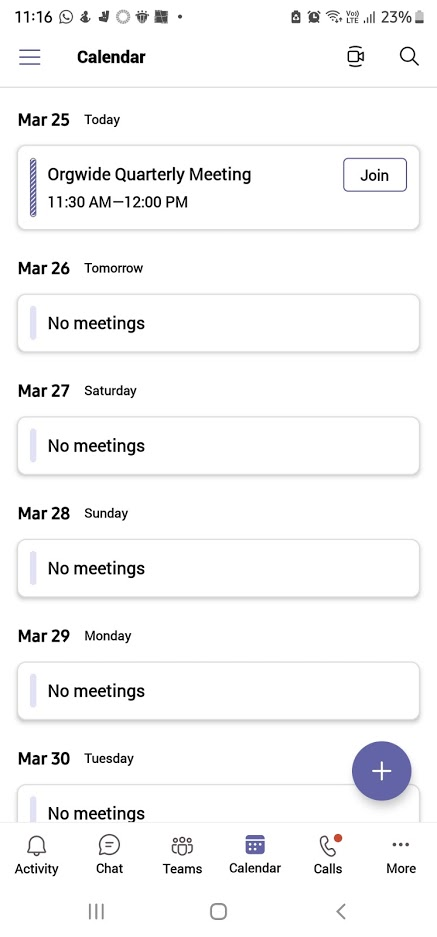 11:16 Vo)) LTE 23%
Calendar
Mar 25 Today
Orgwide Quarterly Meeting
Join
11:30 AM—12:00 PM
Mar 26 Tomorrow
No meetings
Mar 27 Saturday
No meetings
Mar 28 Sunday
No meetings
Mar 29 Monday
No meetings
Mar 30 Tuesday
No meetings
Activity Chat Teams Calendar Calls More